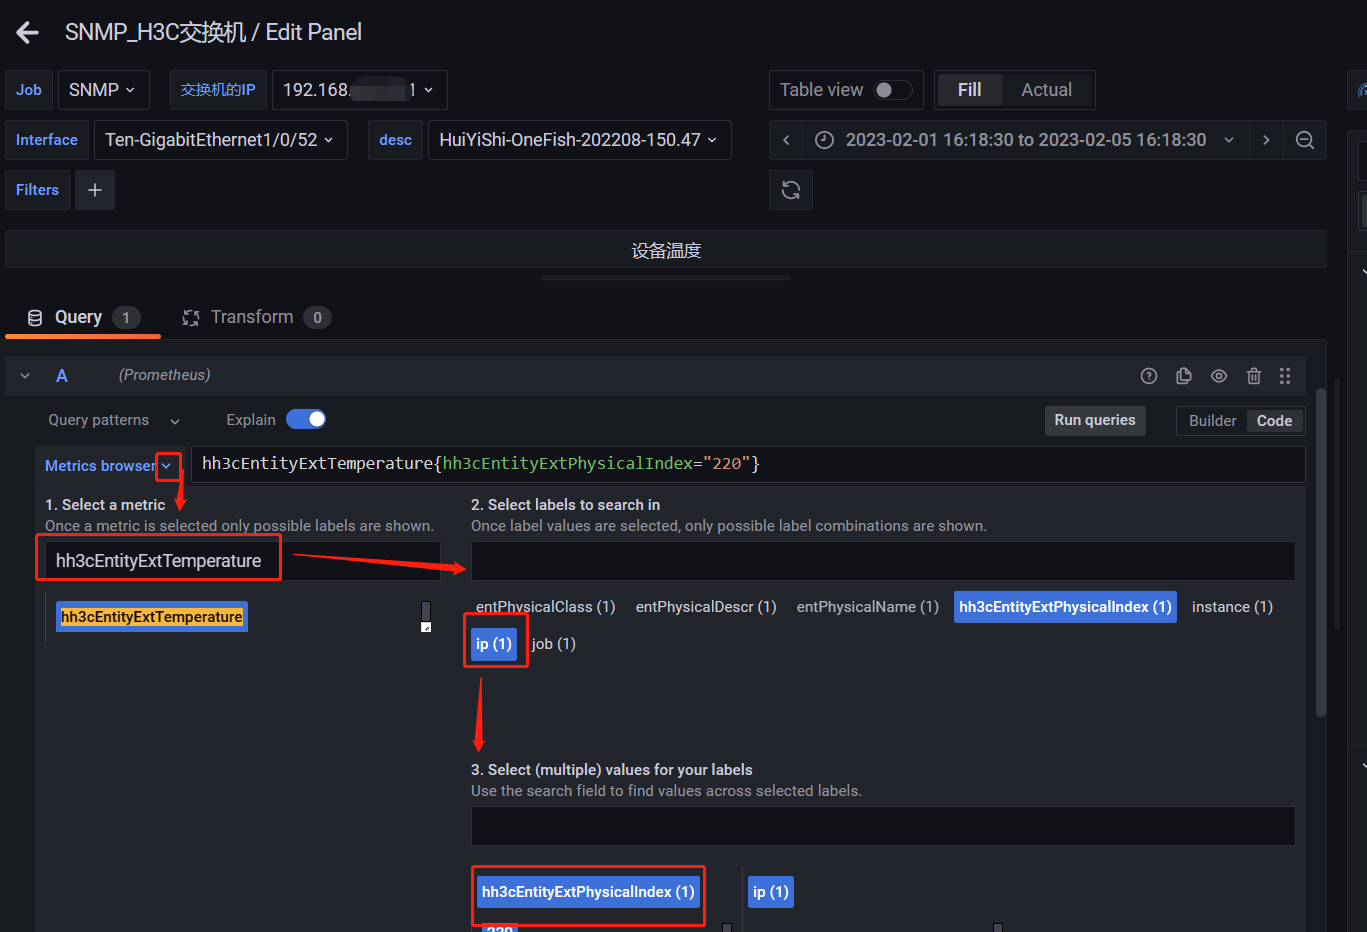 SNMP_H3C交换机 / Edit Panel
Job SNMP 交换机的IP 192.168. Table view Fill Actual
Interface Ten-GigabitEthernet1/0/52 desc HuiYiShi-OneFish-202208-150.47 2023-02-01 16:18:30 to 2023-02-05 16:18:30
Filters +
设备温度
Query 1 Transform 0
A (Prometheus)
Query patterns Explain Run queries Builder Code
Metrics browser hh3cEntityExtTemperature{hh3cEntityExtPhysicalIndex="220"}
1. Select a metric 2. Select labels to search in
Once a metric is selected only possible labels are shown. Once label values are selected, only possible label combinations are shown.
hh3cEntityExtTemperature
hh3cEntityExtTemperature entPhysicalClass (1) entPhysicalDescr (1) entPhysicalName (1) hh3cEntityExtPhysicalIndex (1) instance (1)
ip (1) job (1)
3. Select (multiple) values for your labels
Use the search field to find values across selected labels.
hh3cEntityExtPhysicalIndex (1) ip (1)
220